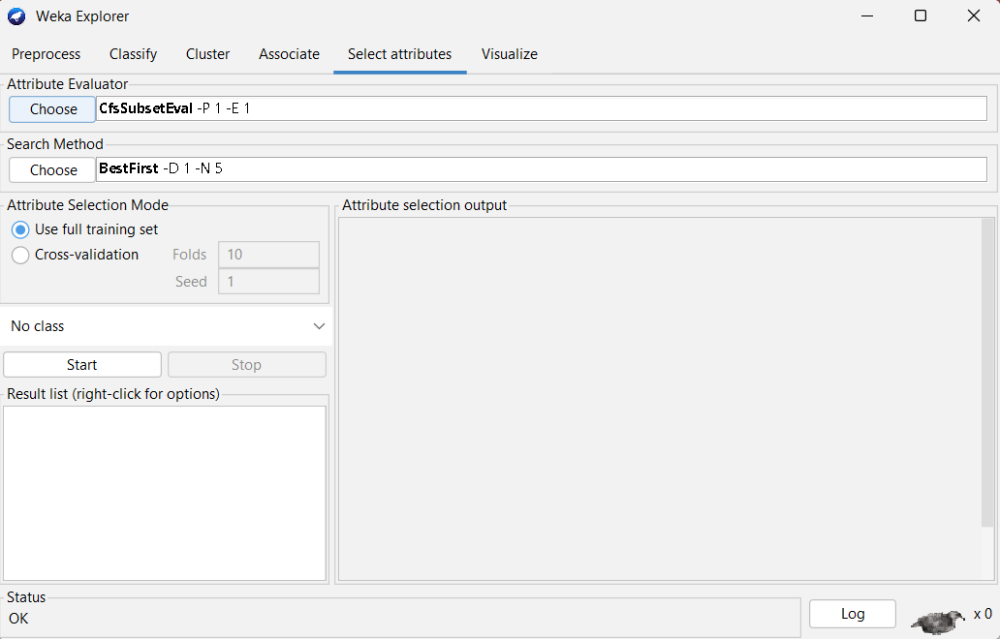 Weka Explorer
Preprocess Classify Cluster Associate Select attributes Visualize
Attribute Evaluator
Choose CfsSubsetEval -P 1 -E 1
Search Method
Choose BestFirst -D 1 -N 5
Attribute Selection Mode
Use full training set
Cross-validation Folds 10
Seed 1
No class
Start Stop
Result list (right-click for options)
Attribute selection output
Status
OK
Log
x 0